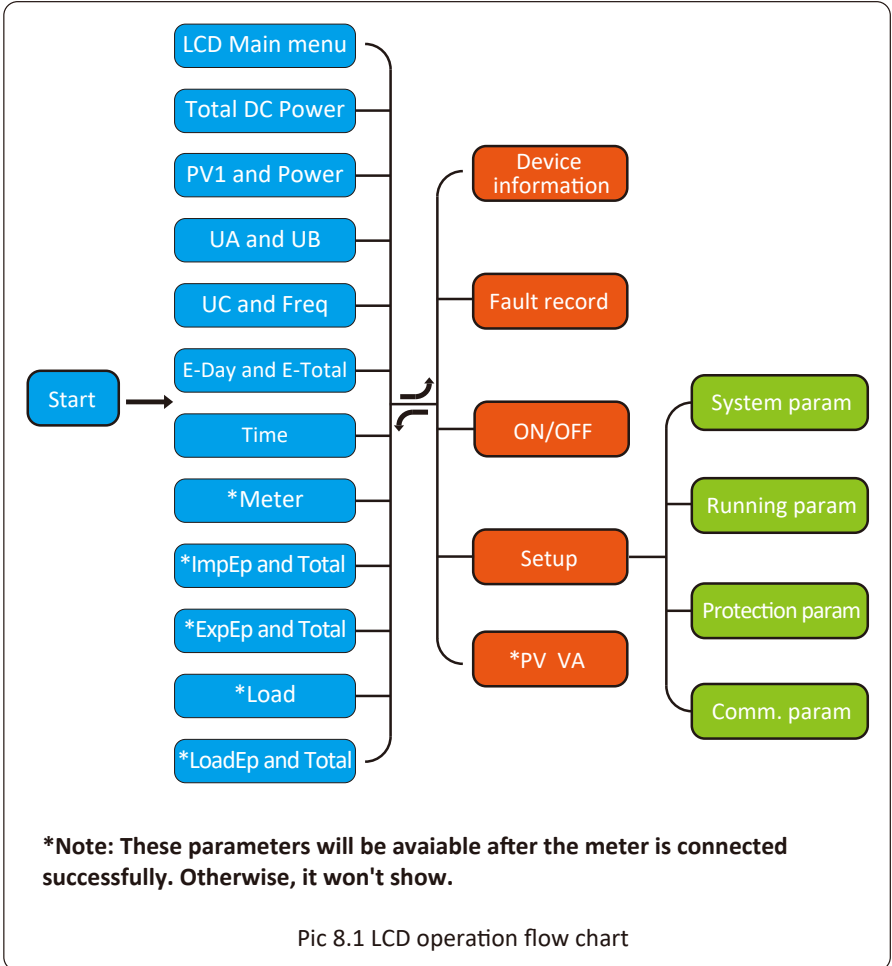 LCD Main menu
Total DC Power
PV1 and Power
UA and UB
UC and Freq
E-Day and E-Total
Start
Time
*Meter
*ImpEp and Total
*ExpEp and Total
*Load
*LoadEp and Total
Device
information
Fault record
ON/OFF
Setup
*PV VA
System param
Running param
Protection param
Comm. param
*Note: These parameters will be avaiable after the meter is connected
successfully. Otherwise, it won't show.
Pic 8.1 LCD operation flow chart